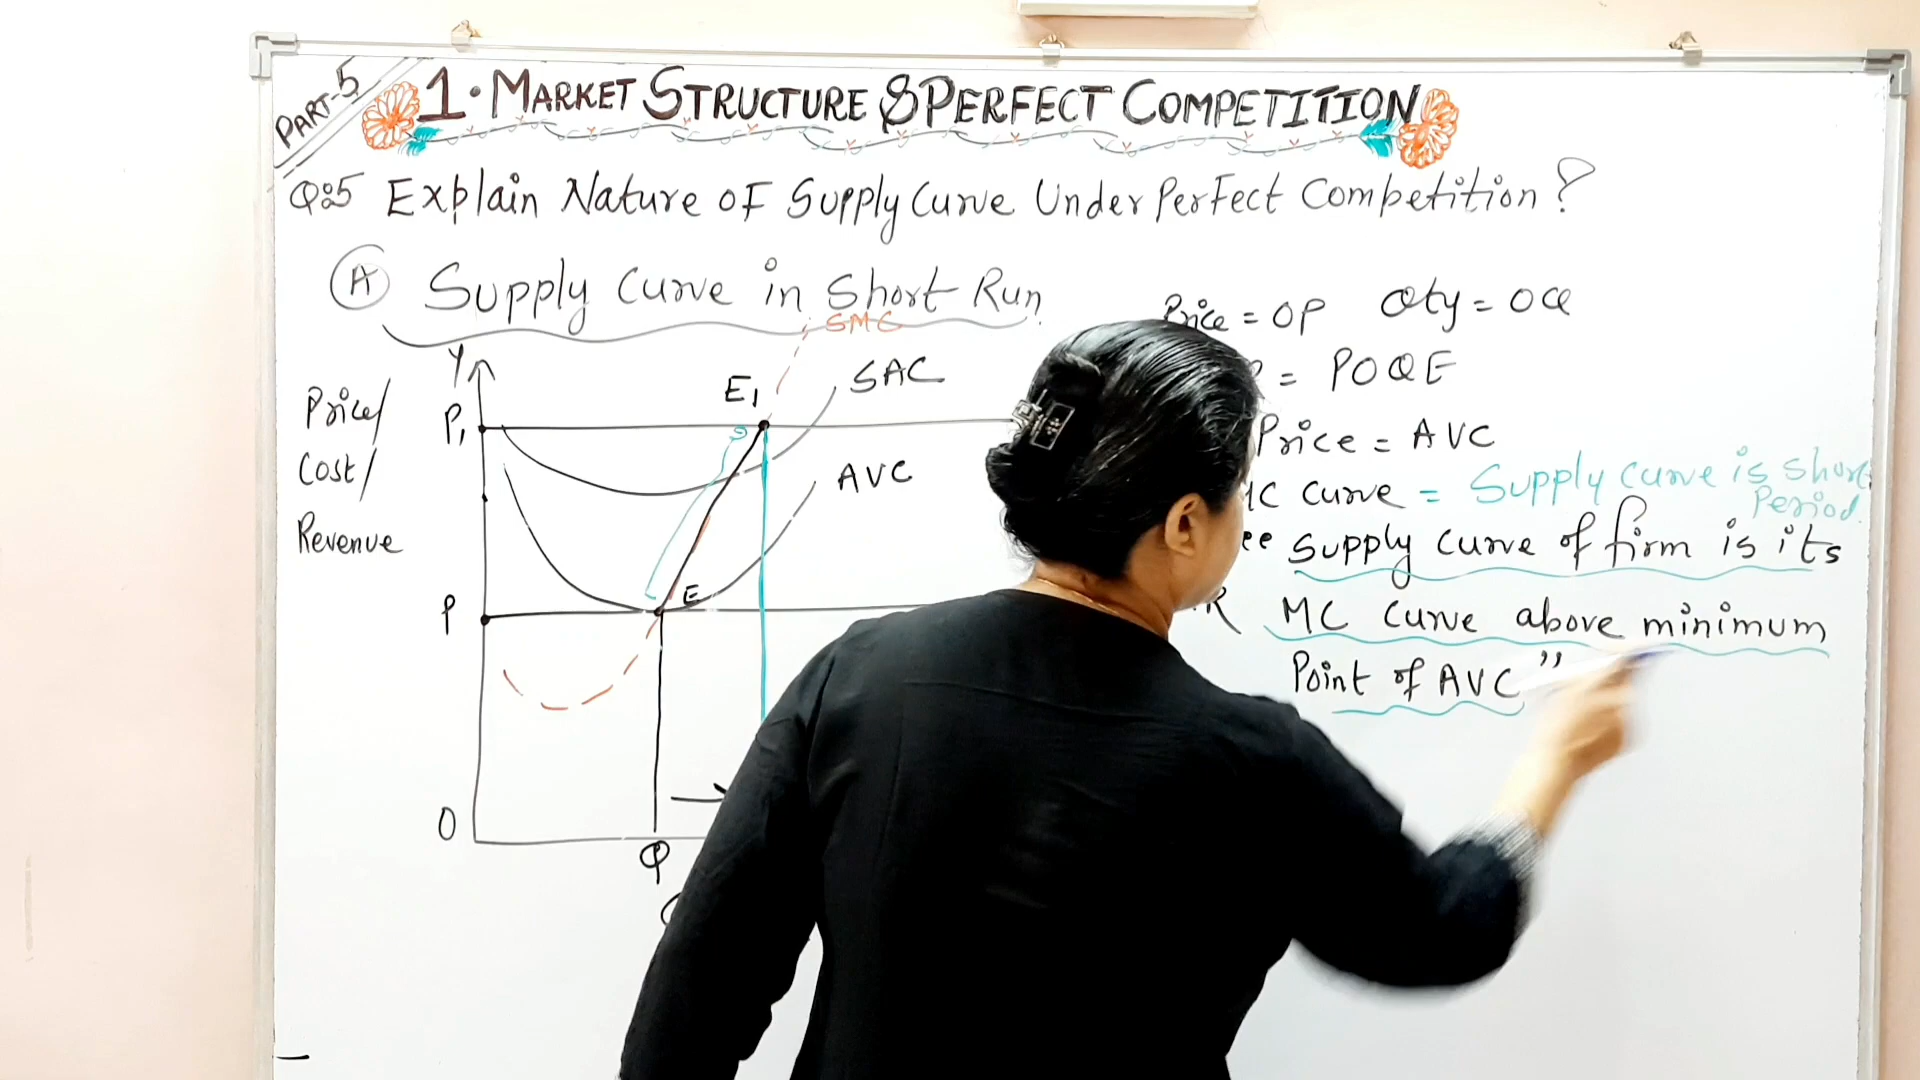 PART-5
1. MARKET STRUCTURE & PERFECT COMPETITION
Q:5 Explain Nature of Supply Curve Under Perfect Competition?
A Supply Curve in Short Run
Price = OP Qty = OQ
= POQE
Price = AVC
MC Curve = Supply Curve is Short Period.
Supply Curve of firm is its
MC Curve above minimum
Point of AVC"
Price/
Cost/
Revenue
Y
SMC
SAC
E1
P1
AVC
P
E
O
Q